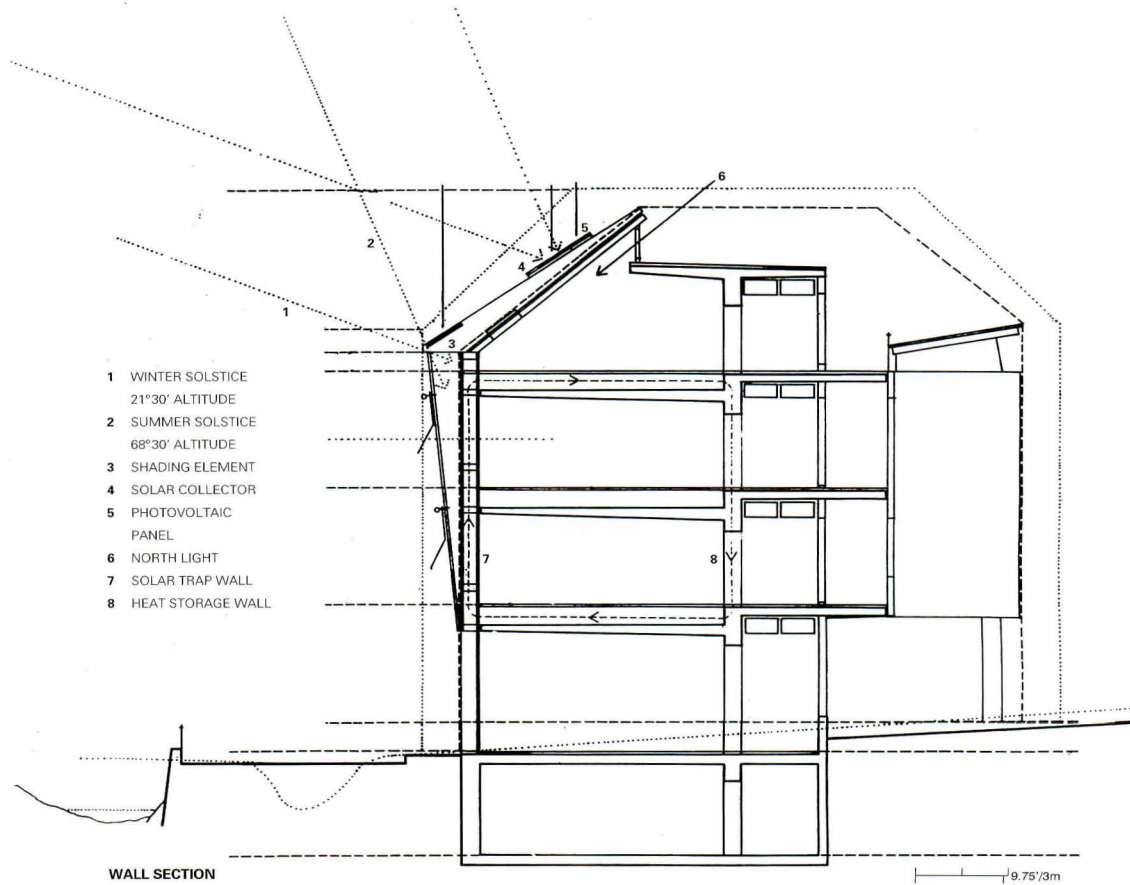 6
5
2
4
1
3
1 WINTER SOLSTICE
21°30' ALTITUDE
2 SUMMER SOLSTICE
68°30' ALTITUDE
3 SHADING ELEMENT
4 SOLAR COLLECTOR
5 PHOTOVOLTAIC
PANEL
6 NORTH LIGHT
7 SOLAR TRAP WALL
8 HEAT STORAGE WALL
7
8
WALL SECTION
9.75'/3m